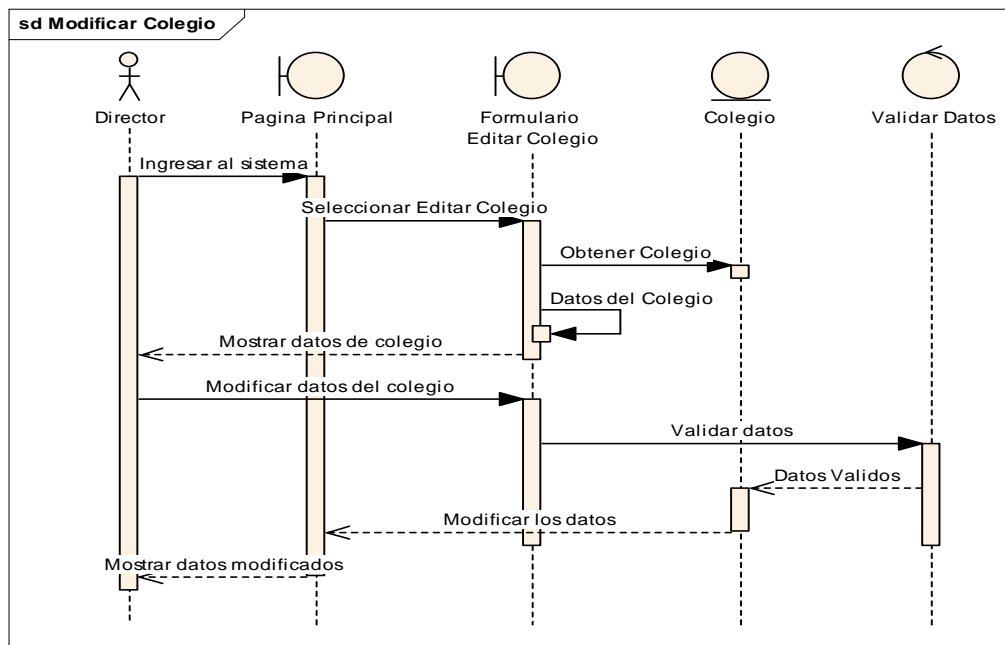 sd Modificar Colegio
Director
Pagina Principal
Formulario
Editar Colegio
Colegio
Validar Datos
Ingresar al sistema
Seleccionar Editar Colegio
Obtener Colegio
Datos del Colegio
Mostrar datos de colegio
Modificar datos del colegio
Validar datos
Datos Validos
Modificar los datos
Mostrar datos modificados